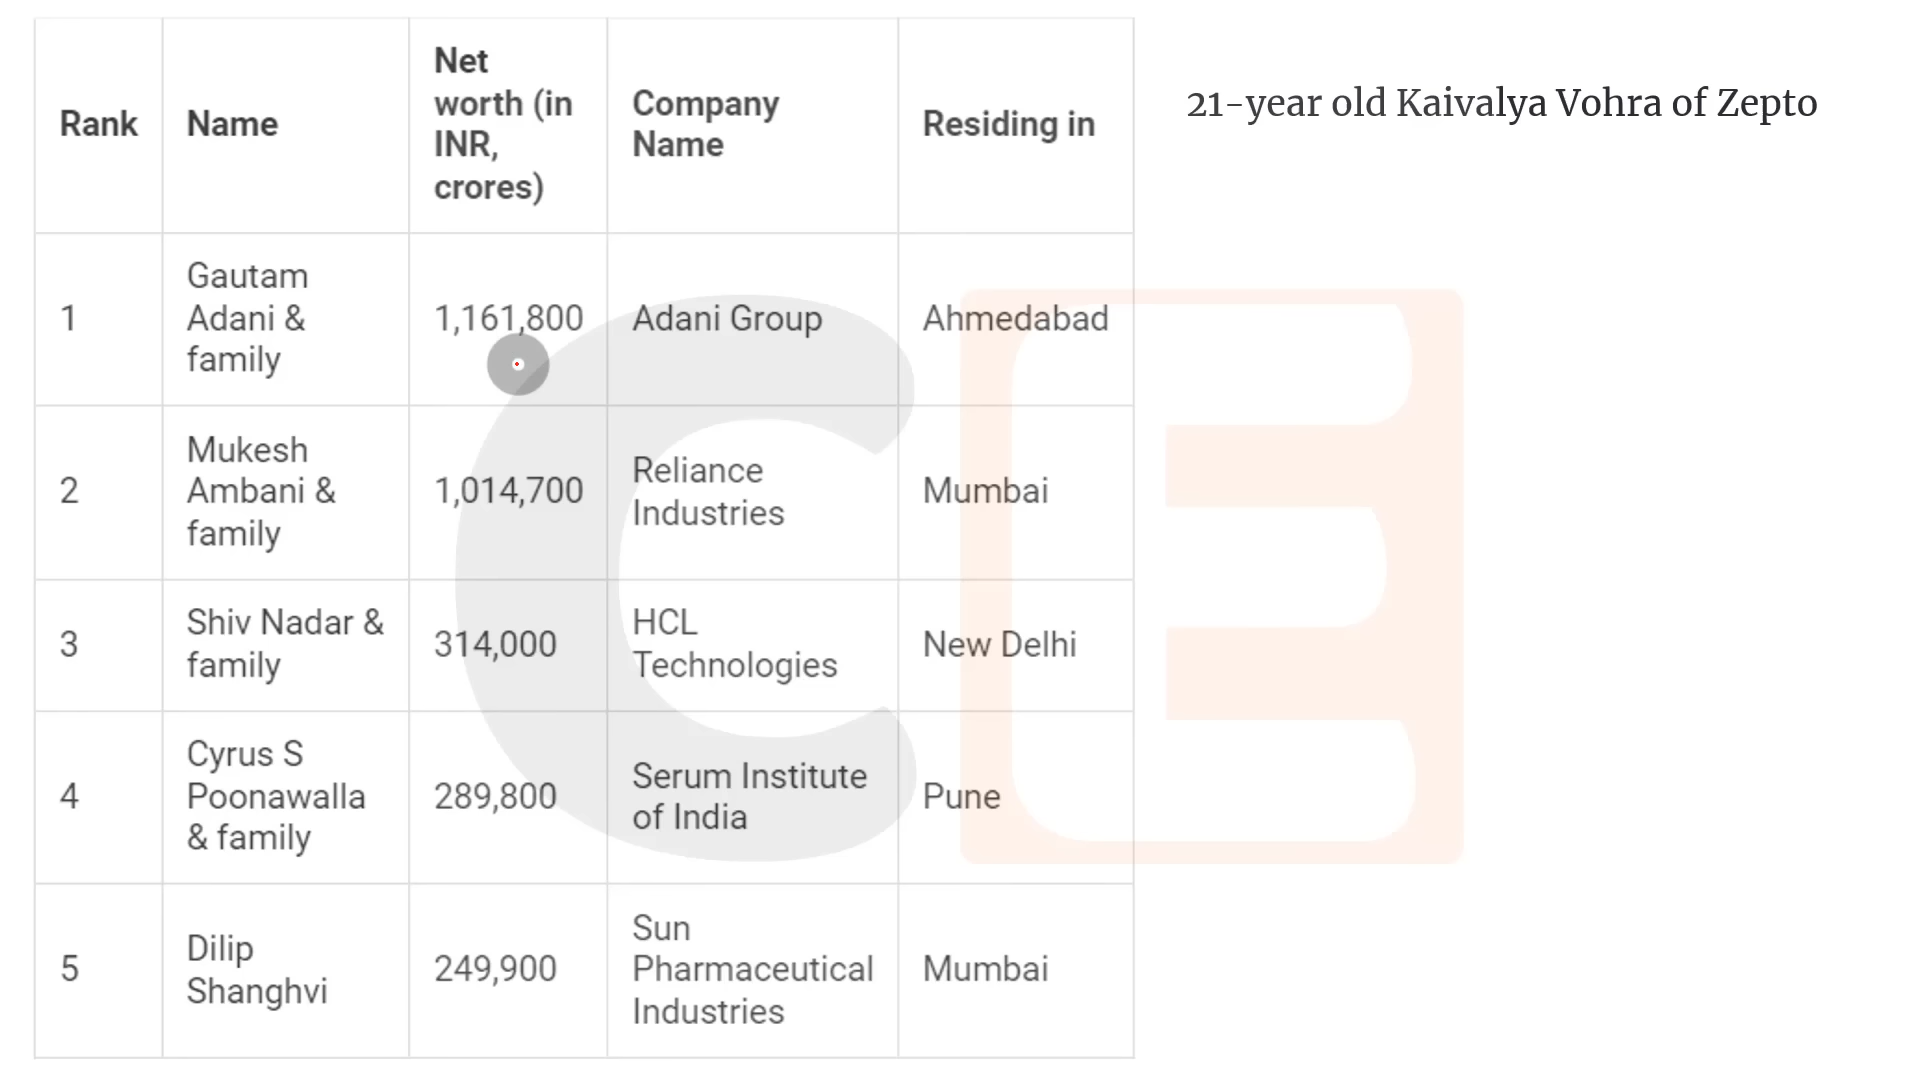 Rank
Name
Net
worth (in
INR,
crores)
Company
Name
Residing in
1
Gautam
Adani &
family
1,161,800
Adani Group
Ahmedabad
2
Mukesh
Ambani &
family
1,014,700
Reliance
Industries
Mumbai
3
Shiv Nadar &
family
314,000
HCL
Technologies
New Delhi
4
Cyrus S
Poonawalla
& family
289,800
Serum Institute
of India
Pune
5
Dilip
Shanghvi
249,900
Sun
Pharmaceutical
Industries
Mumbai
21-year old Kaivalya Vohra of Zepto
CE